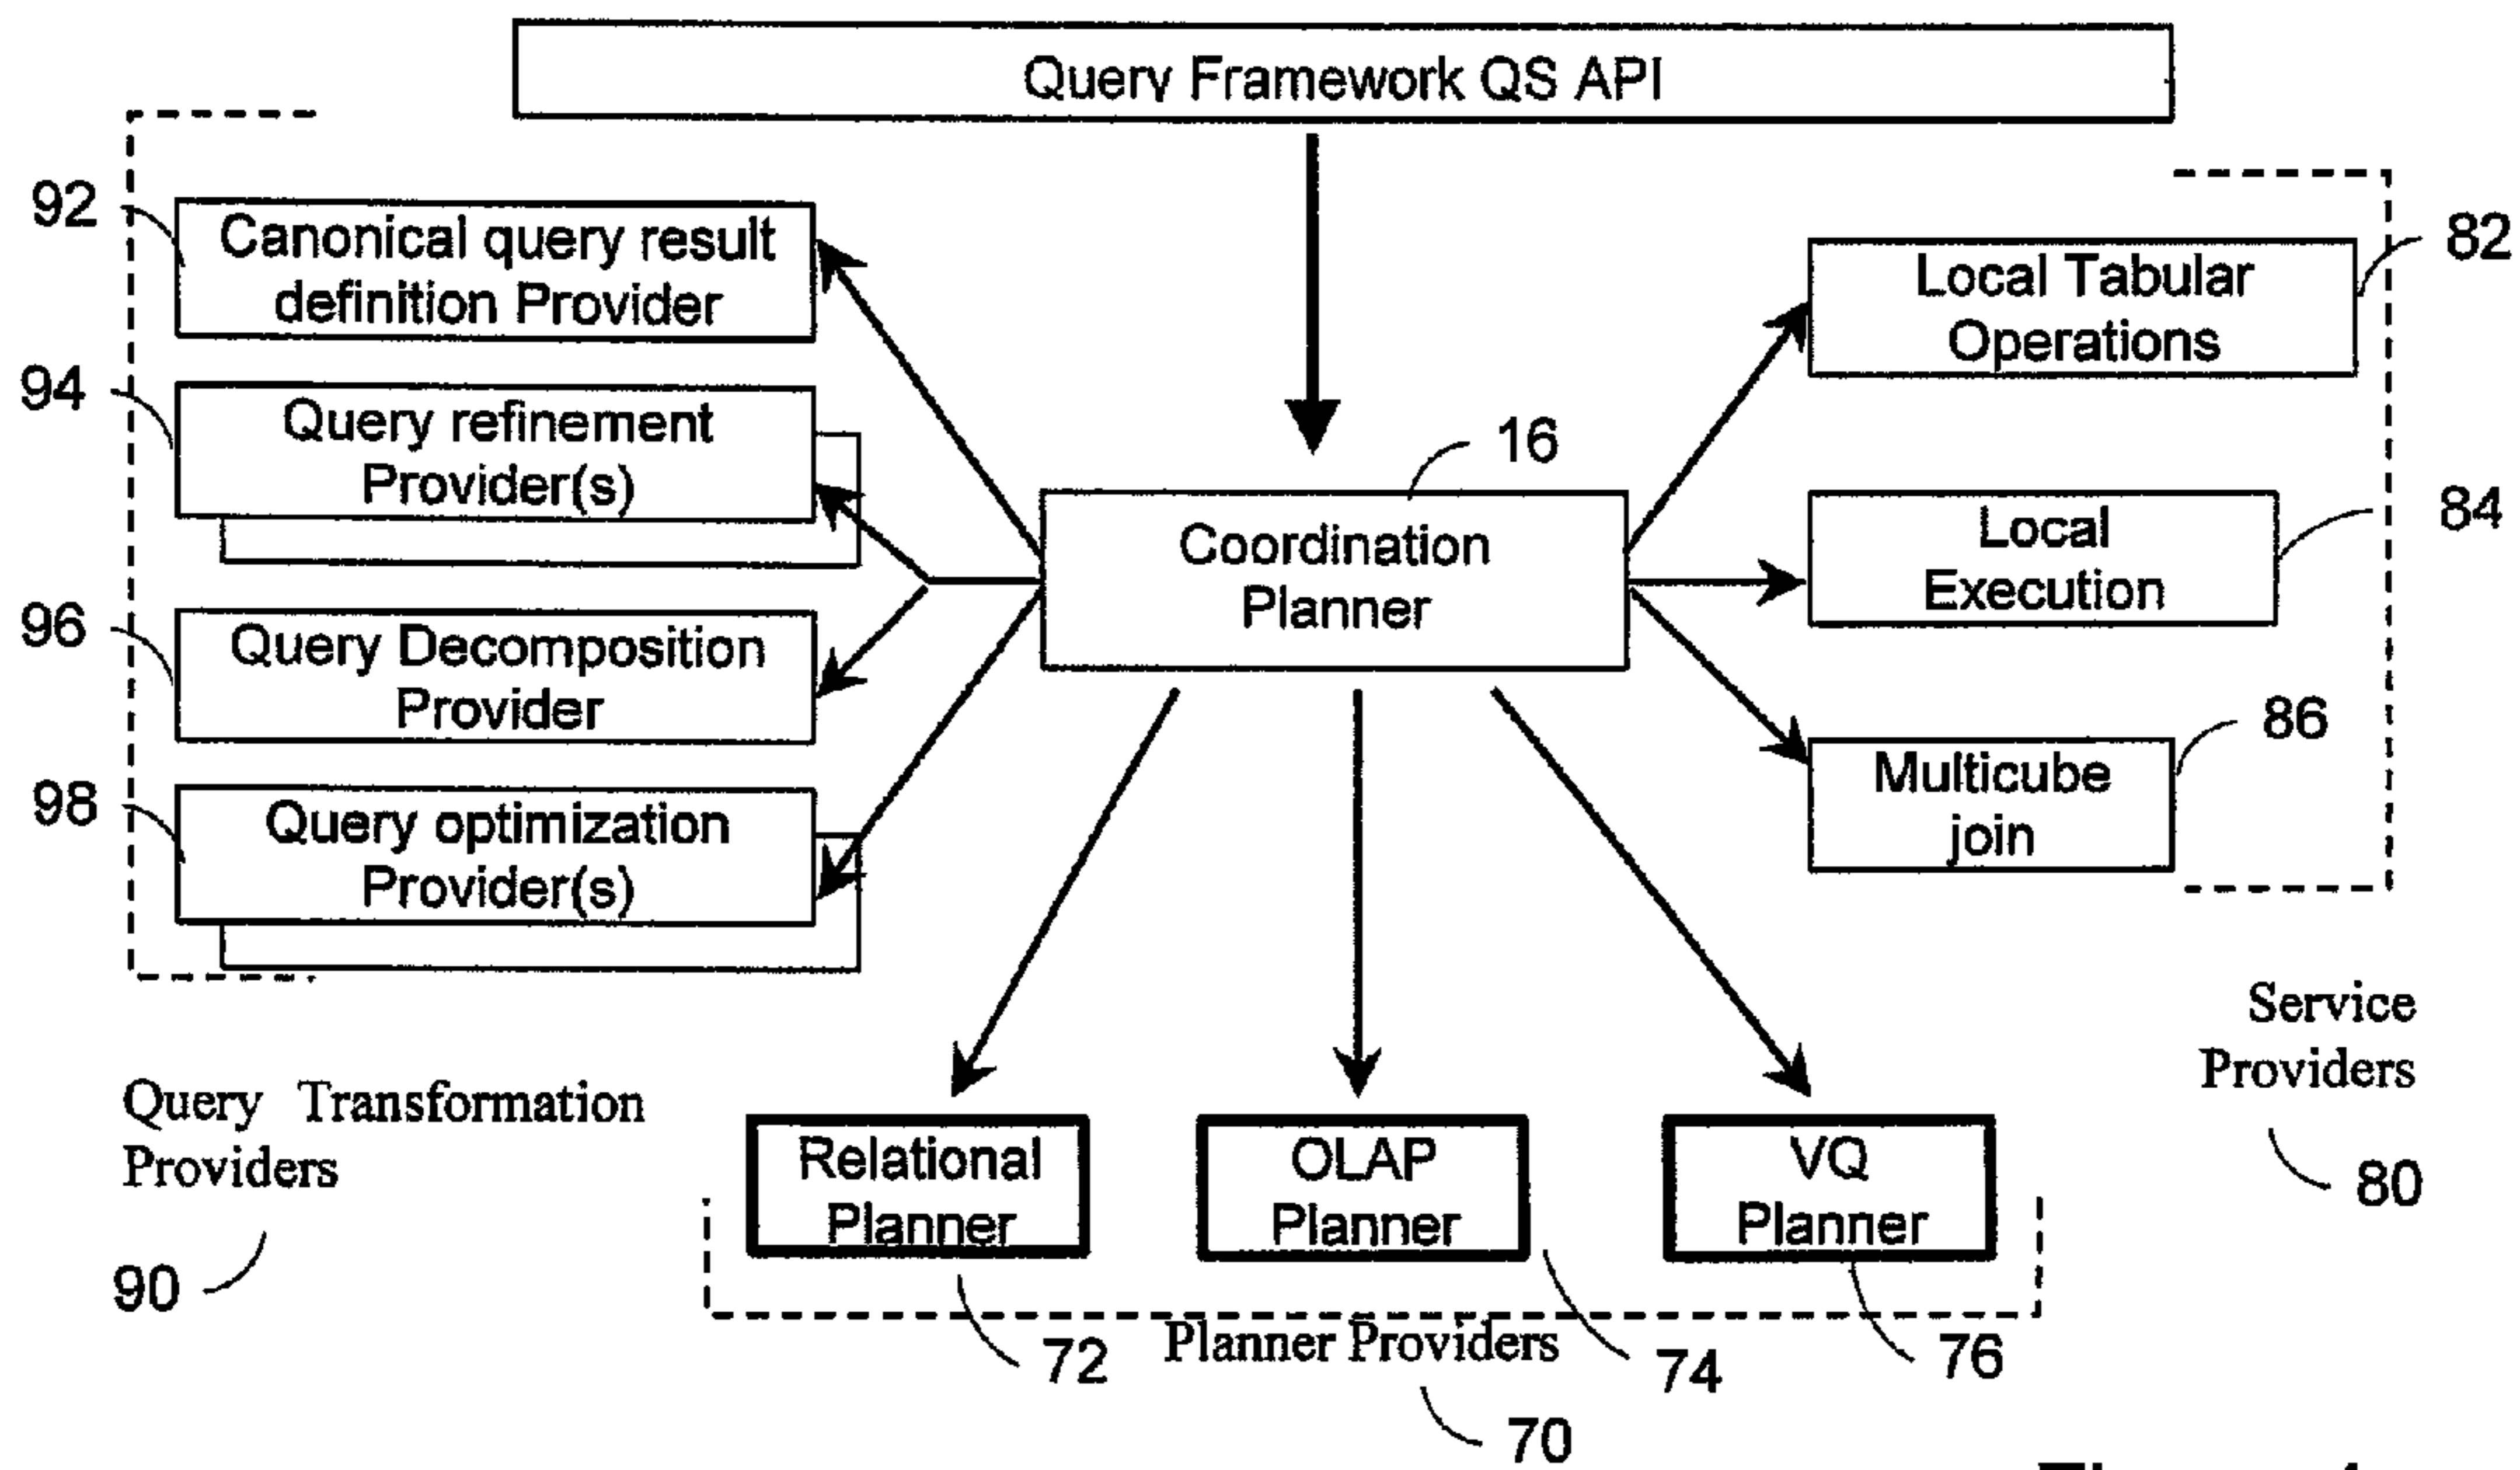 Query Framework QS API
92
Canonical query result
definition Provider
94
Query refinement
Provider(s)
96
Query Decomposition
Provider
98
Query optimization
Provider(s)
16
Coordination
Planner
82
Local Tabular
Operations
84
Local
Execution
86
Multicube
join
Query Transformation
Providers
90
Service
Providers
80
Relational
Planner
72
OLAP
Planner
74
VQ
Planner
76
Planner Providers
70